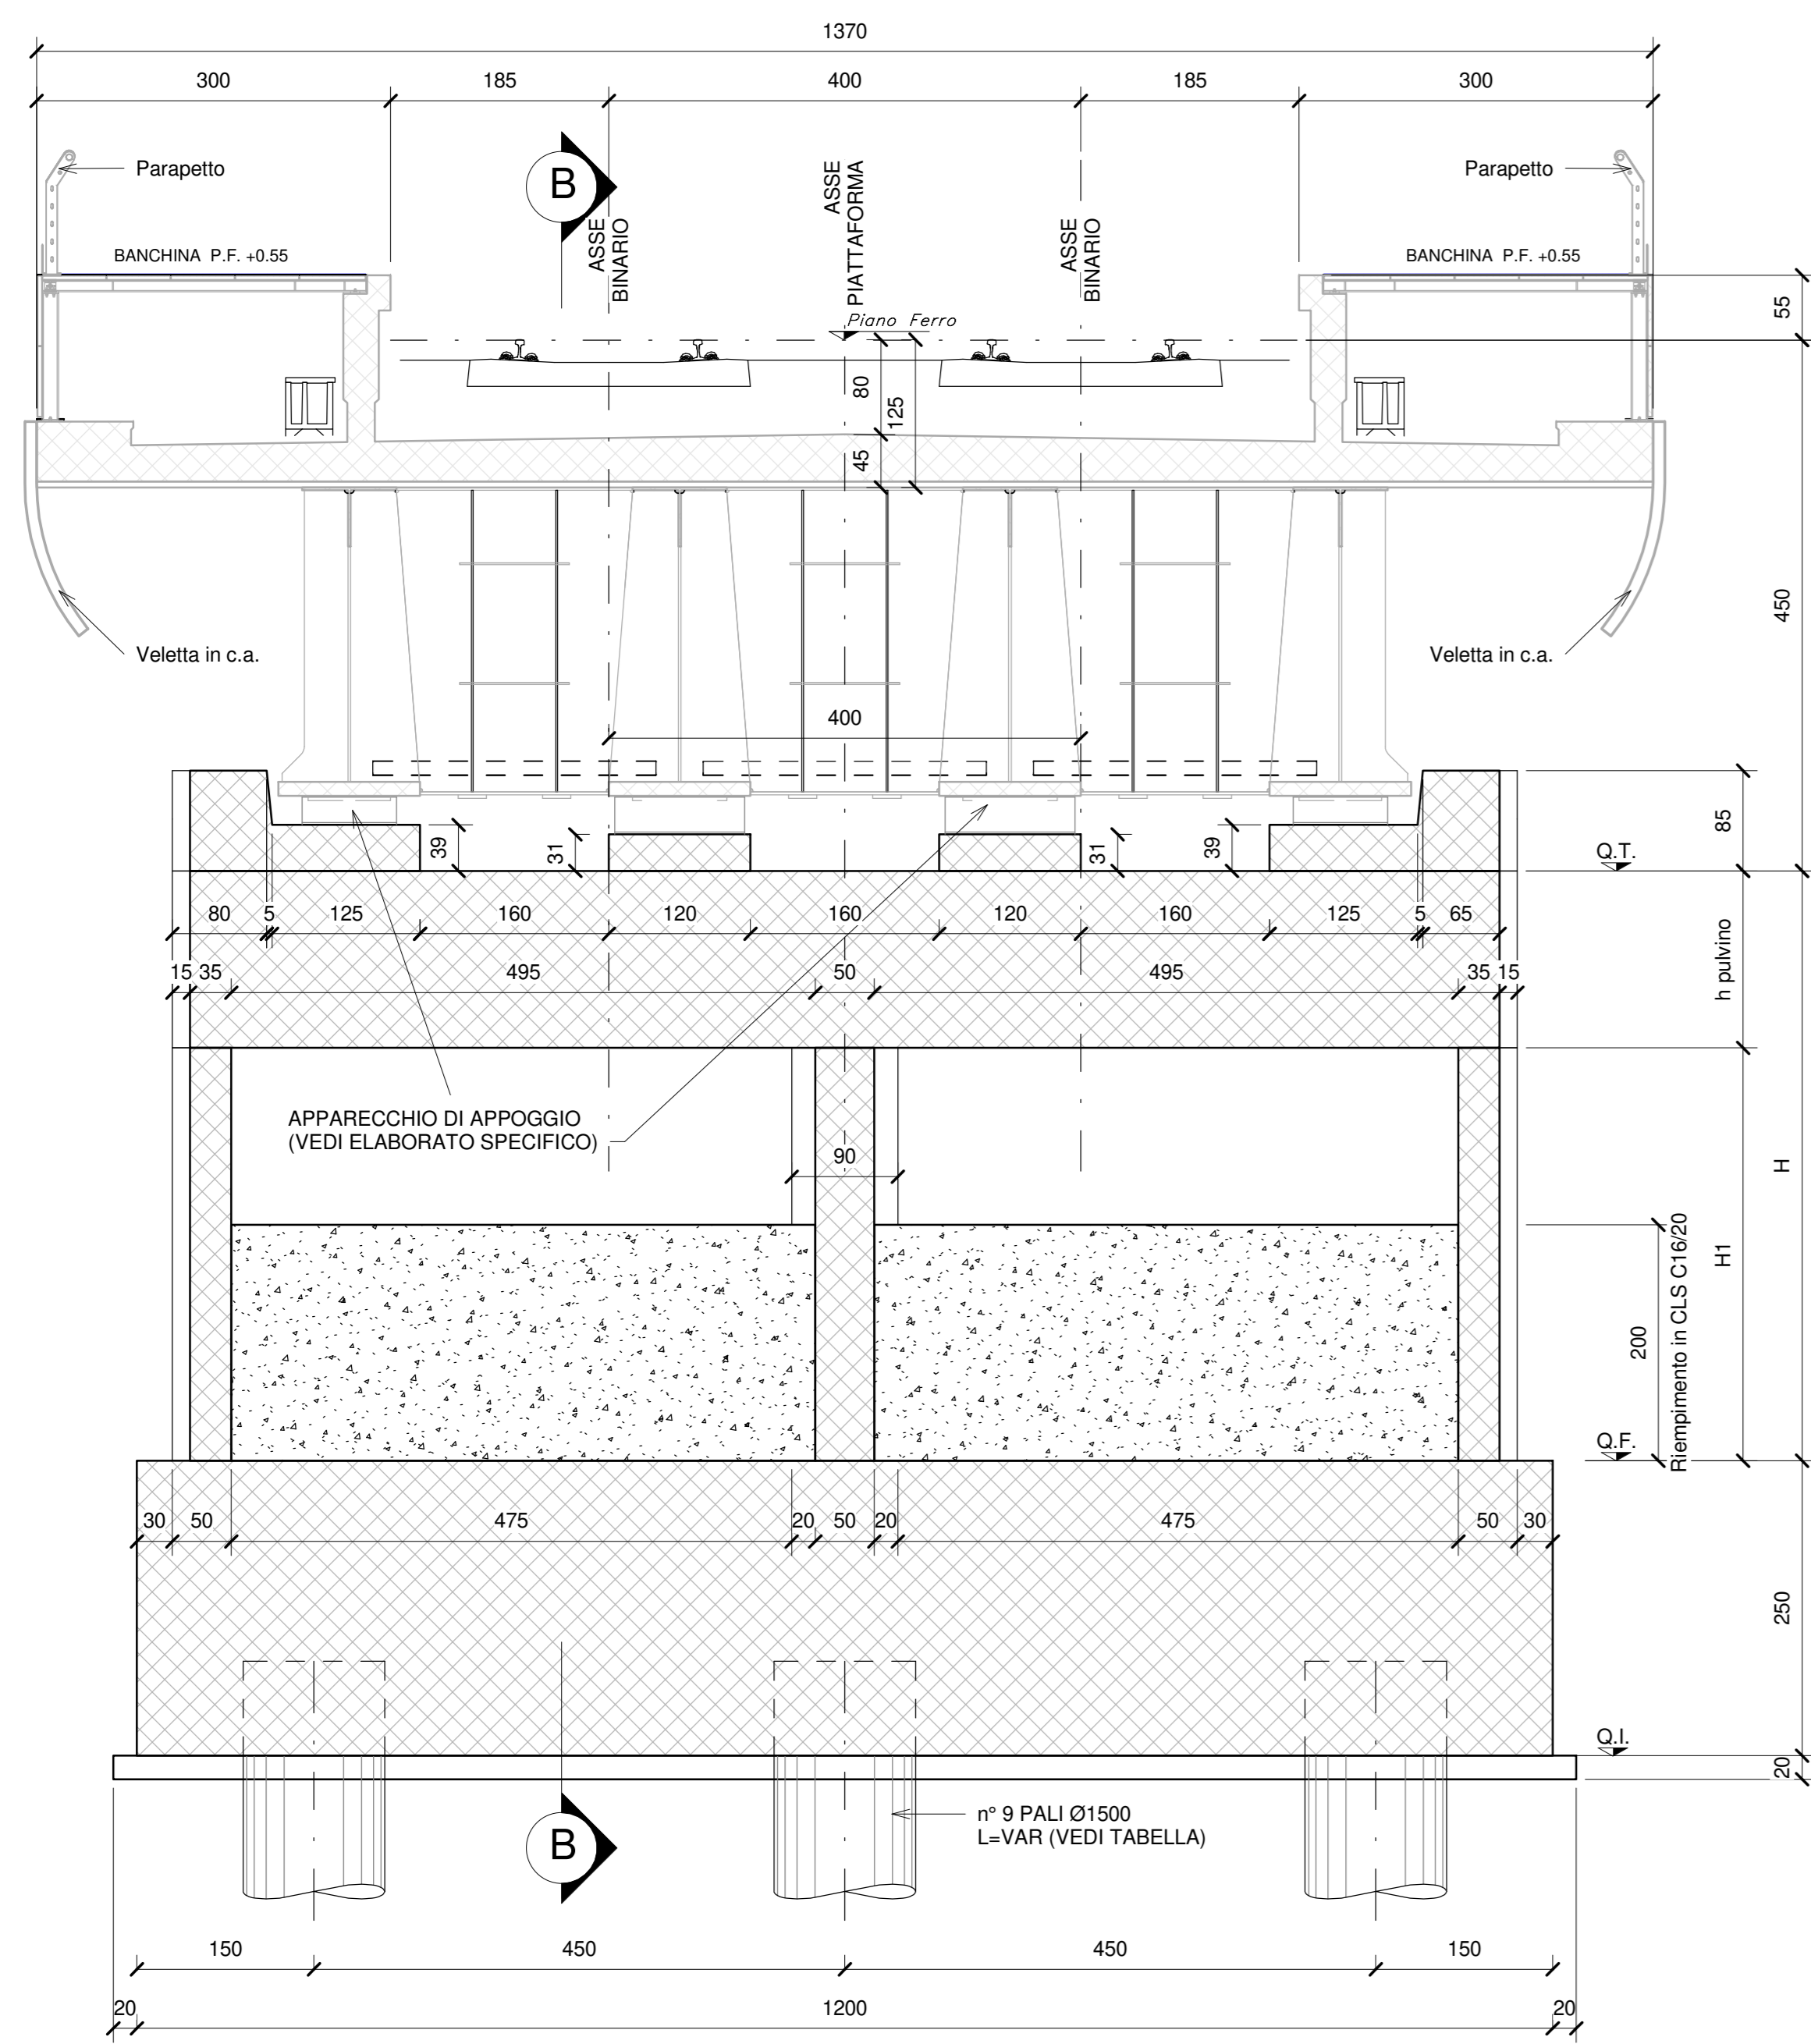 1370
300
185
400
185
300
Parapetto
B
ASSE
PIATTAFORMA
Parapetto
ASSE
BINARIO
ASSE
BINARIO
BANCHINA P.F. +0.55
BANCHINA P.F. +0.55
Piano Ferro
55
80
125
45
450
Veletta in c.a.
Veletta in c.a.
400
39
31
31
39
85
Q.T.
80
5
125
160
120
160
120
160
125
5
65
15
35
495
50
495
35
15
h pulvino
APPARECCHIO DI APPOGGIO
(VEDI ELABORATO SPECIFICO)
90
H
H1
200
Riempimento in CLS C16/20
Q.F.
30
50
475
20
50
20
475
50
30
250
Q.I.
20
n° 9 PALI Ø1500
L=VAR (VEDI TABELLA)
B
150
450
450
150
20
1200
20